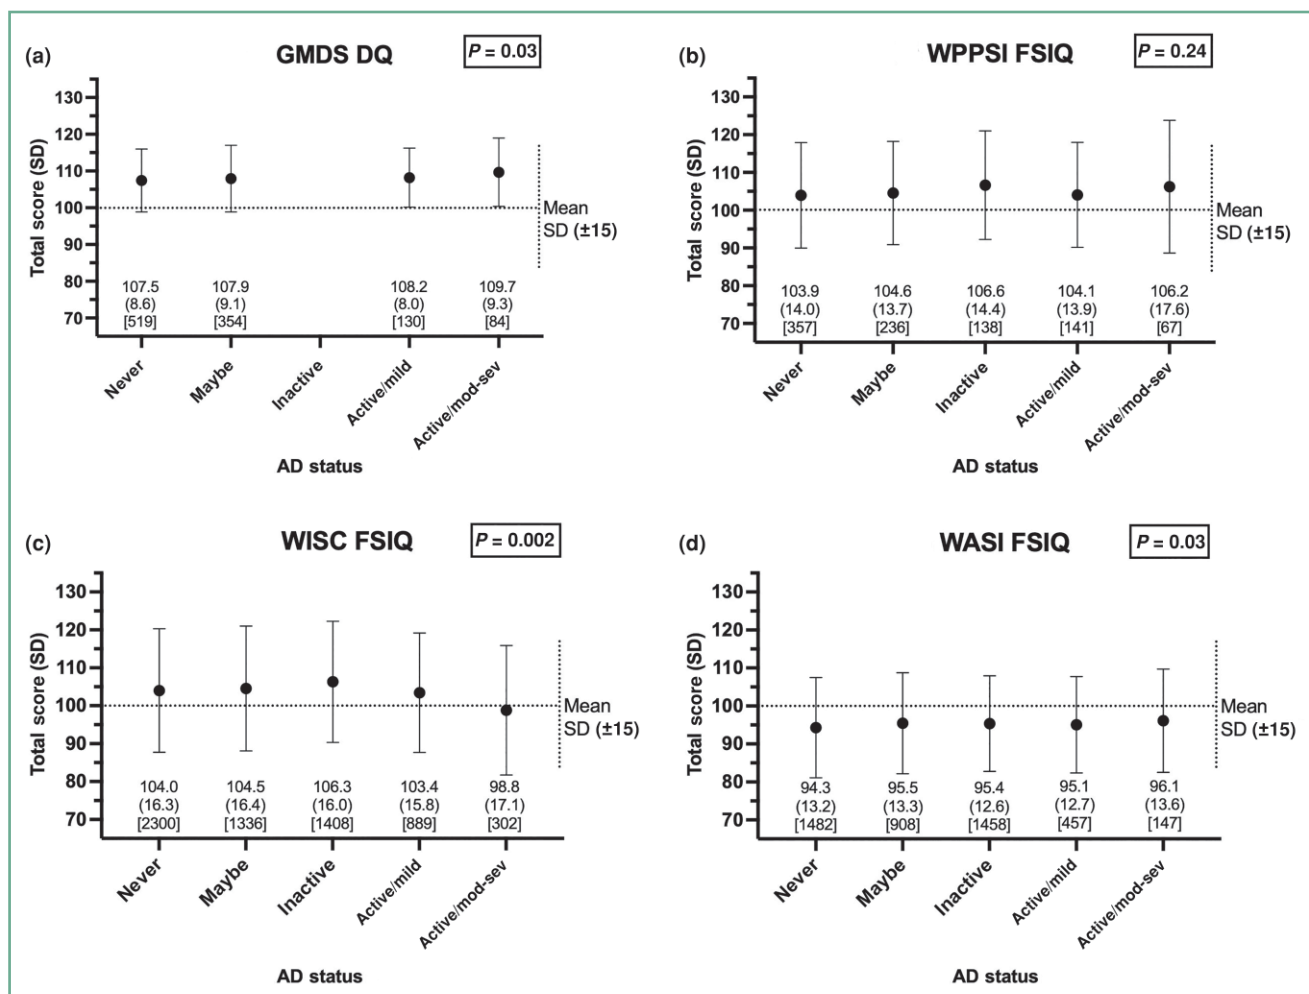 (a) GMDS DQ P = 0.03
Total score (SD)
130
120
110
100
90
80
70
Mean
SD (±15)
107.5 107.9 108.2 109.7
(8.6) (9.1) (8.0) (9.3)
[519] [354] [130] [84]
Never Maybe Inactive Active/mild Active/mod-sev
AD status
(b) WPPSI FSIQ P = 0.24
Total score (SD)
130
120
110
100
90
80
70
Mean
SD (±15)
103.9 104.6 106.6 104.1 106.2
(14.0) (13.7) (14.4) (13.9) (17.6)
[357] [236] [138] [141] [67]
Never Maybe Inactive Active/mild Active/mod-sev
AD status
(c) WISC FSIQ P = 0.002
Total score (SD)
130
120
110
100
90
80
70
Mean
SD (±15)
104.0 104.5 106.3 103.4 98.8
(16.3) (16.4) (16.0) (15.8) (17.1)
[2300] [1336] [1408] [889] [302]
Never Maybe Inactive Active/mild Active/mod-sev
AD status
(d) WASI FSIQ P = 0.03
Total score (SD)
130
120
110
100
90
80
70
Mean
SD (±15)
94.3 95.5 95.4 95.1 96.1
(13.2) (13.3) (12.6) (12.7) (13.6)
[1482] [908] [1458] [457] [147]
Never Maybe Inactive Active/mild Active/mod-sev
AD status